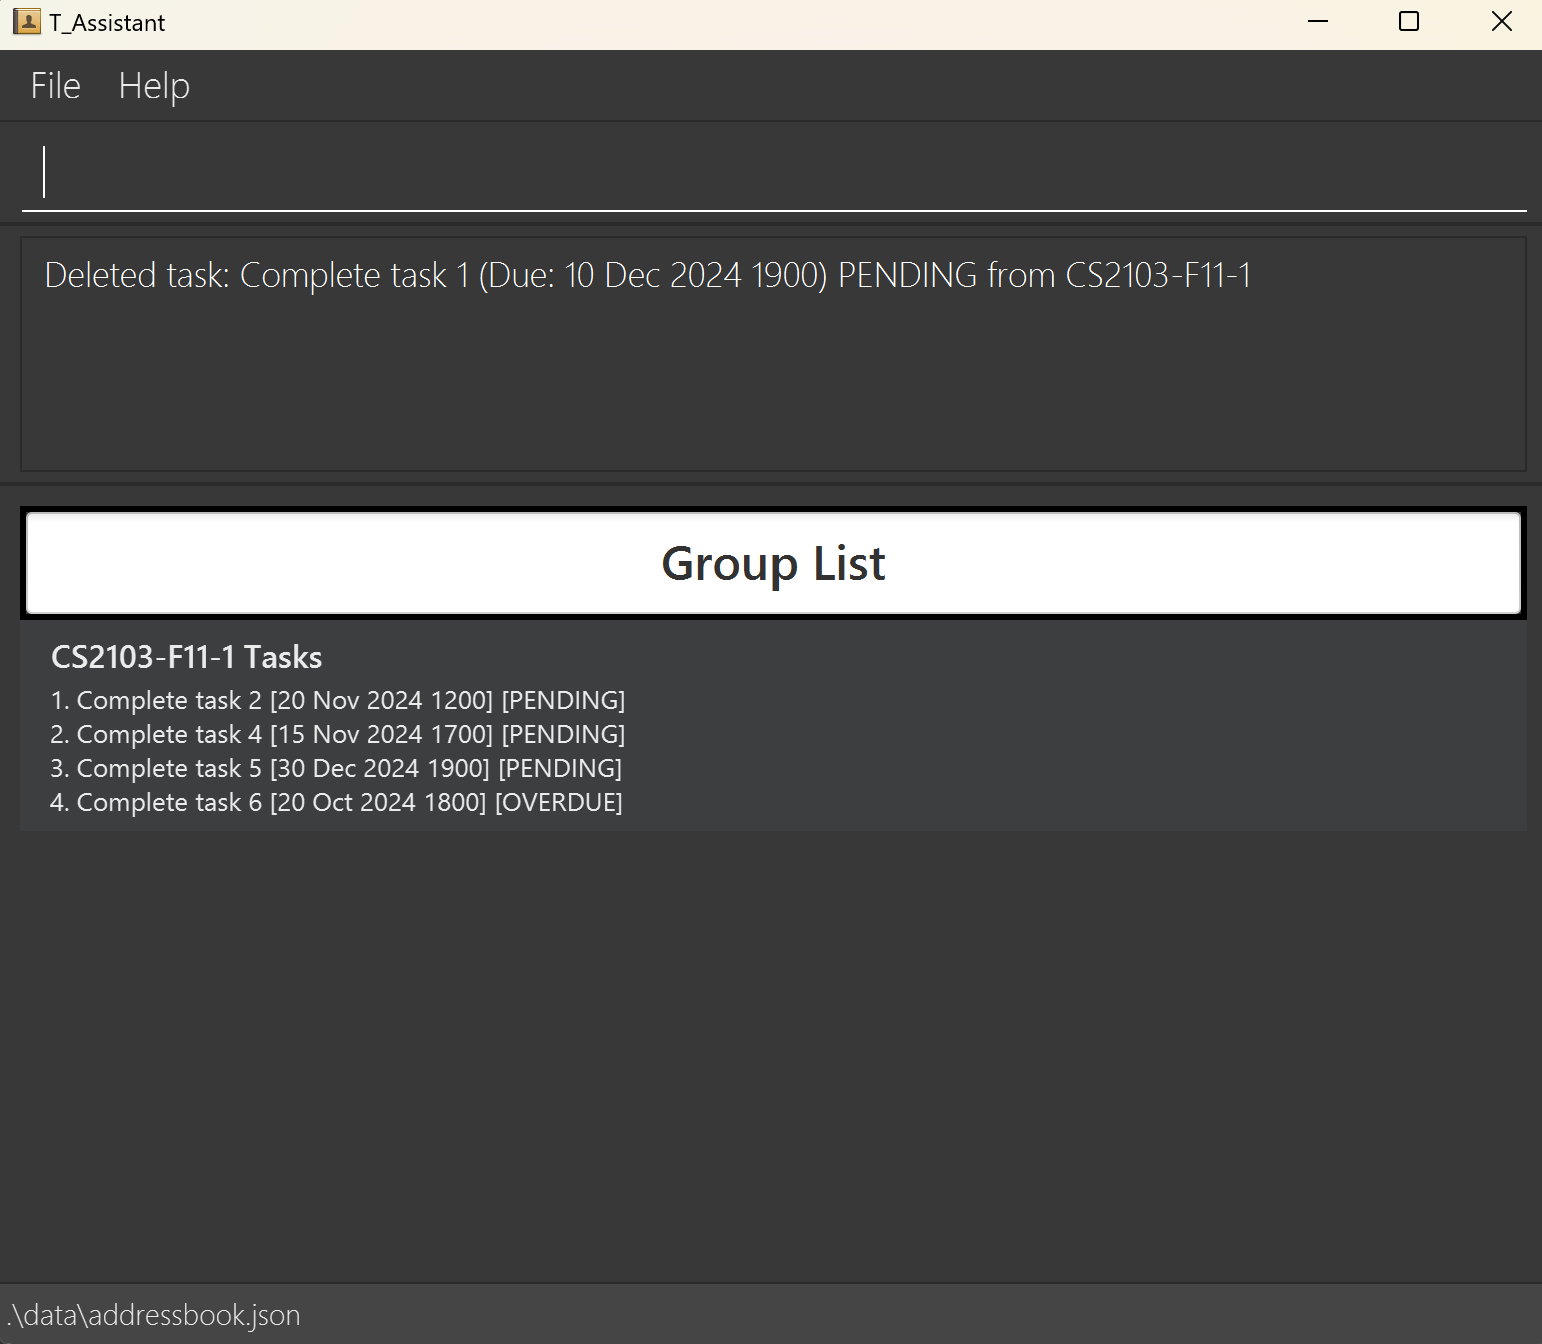 T_Assistant
File Help
Deleted task: Complete task 1 (Due: 10 Dec 2024 1900) PENDING from CS2103-F11-1
Group List
CS2103-F11-1 Tasks
1. Complete task 2 [20 Nov 2024 1200] [PENDING]
2. Complete task 4 [15 Nov 2024 1700] [PENDING]
3. Complete task 5 [30 Dec 2024 1900] [PENDING]
4. Complete task 6 [20 Oct 2024 1800] [OVERDUE]
.\data\addressbook.json